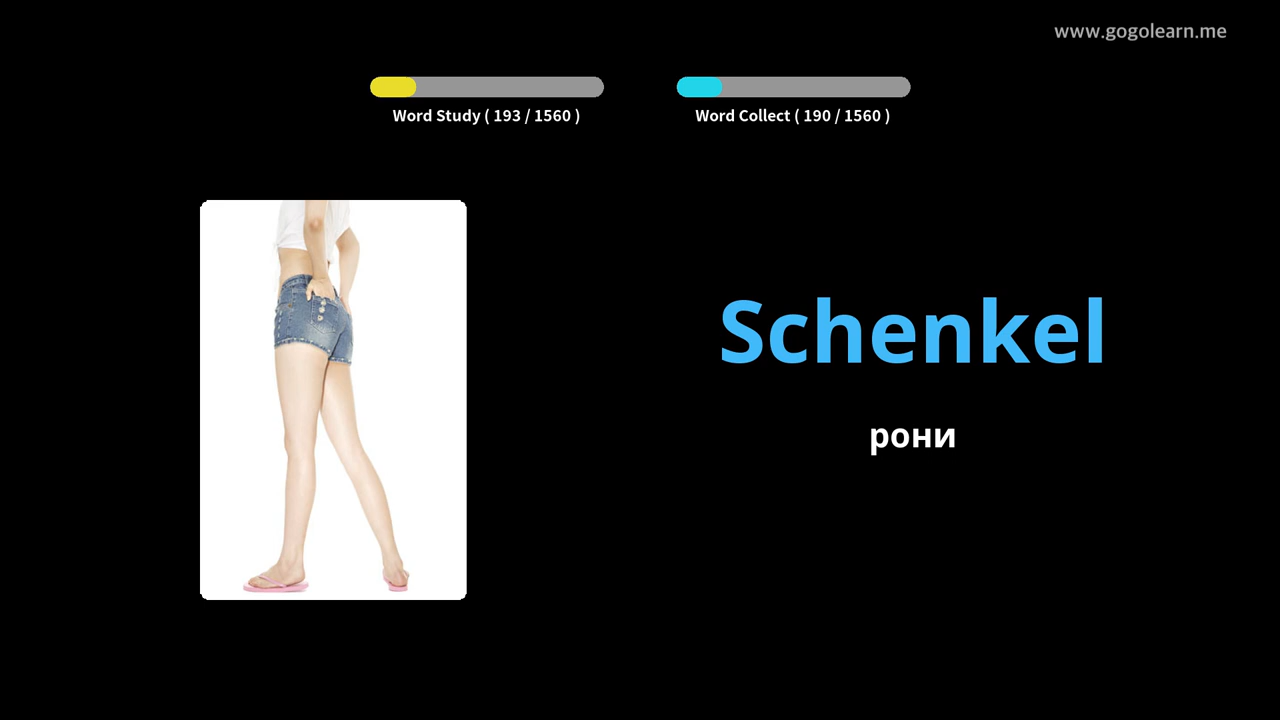 www.gogolearn.me
Word Study ( 193 / 1560 )
Word Collect ( 190 / 1560 )
Schenkel
рони